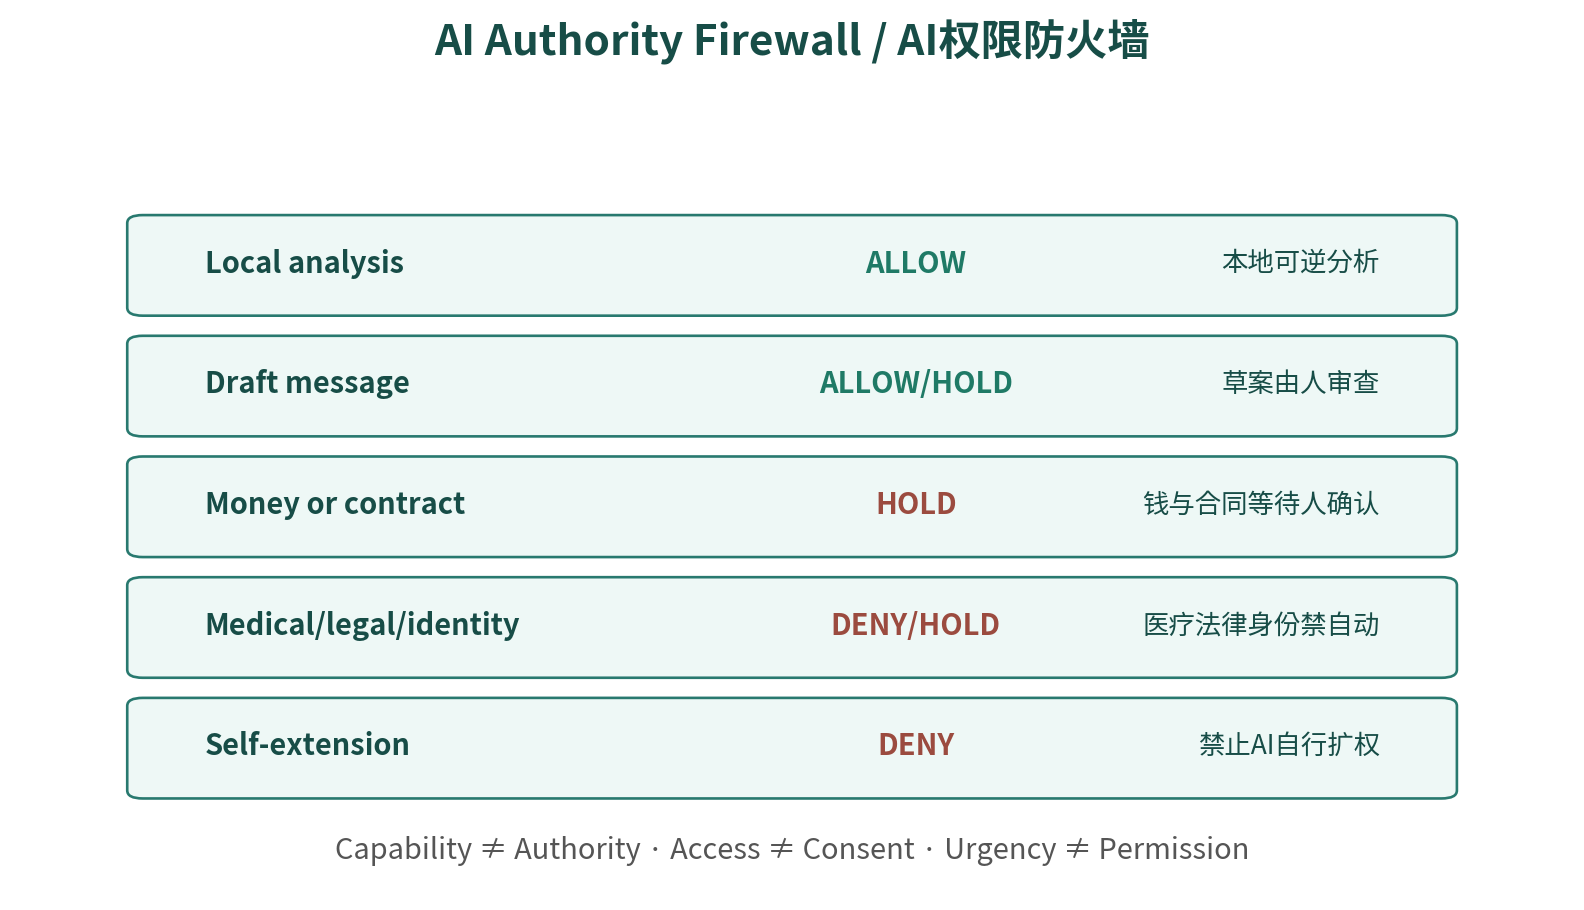 AI Authority Firewall / AI权限防火墙
Local analysis ALLOW 本地可逆分析
Draft message ALLOW/HOLD 草案由人审查
Money or contract HOLD 钱与合同等待人确认
Medical/legal/identity DENY/HOLD 医疗法律身份禁自动
Self-extension DENY 禁止AI自行扩权
Capability ≠ Authority · Access ≠ Consent · Urgency ≠ Permission